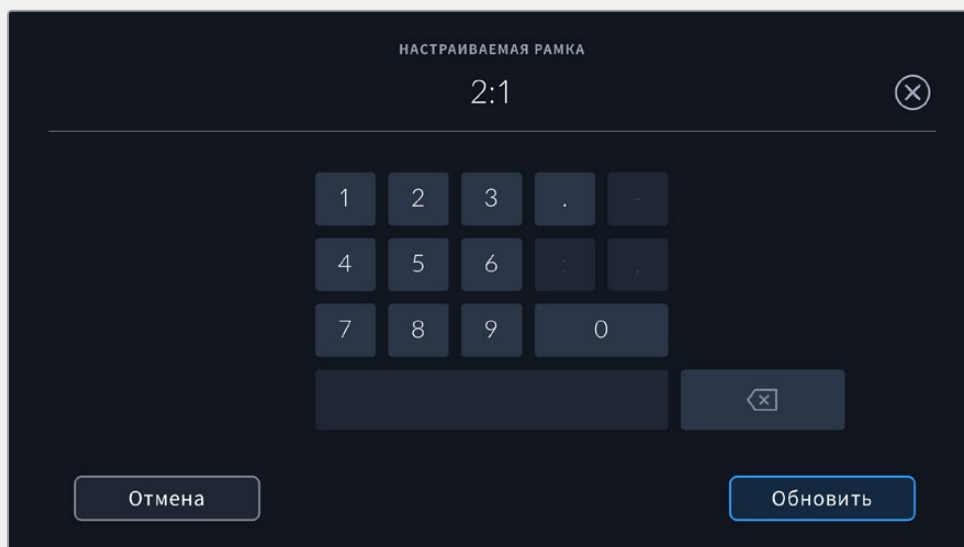 НАСТРАИВАЕМАЯ РАМКА
2:1
1 2 3 . -
4 5 6 : ,
7 8 9 0
Отмена Обновить